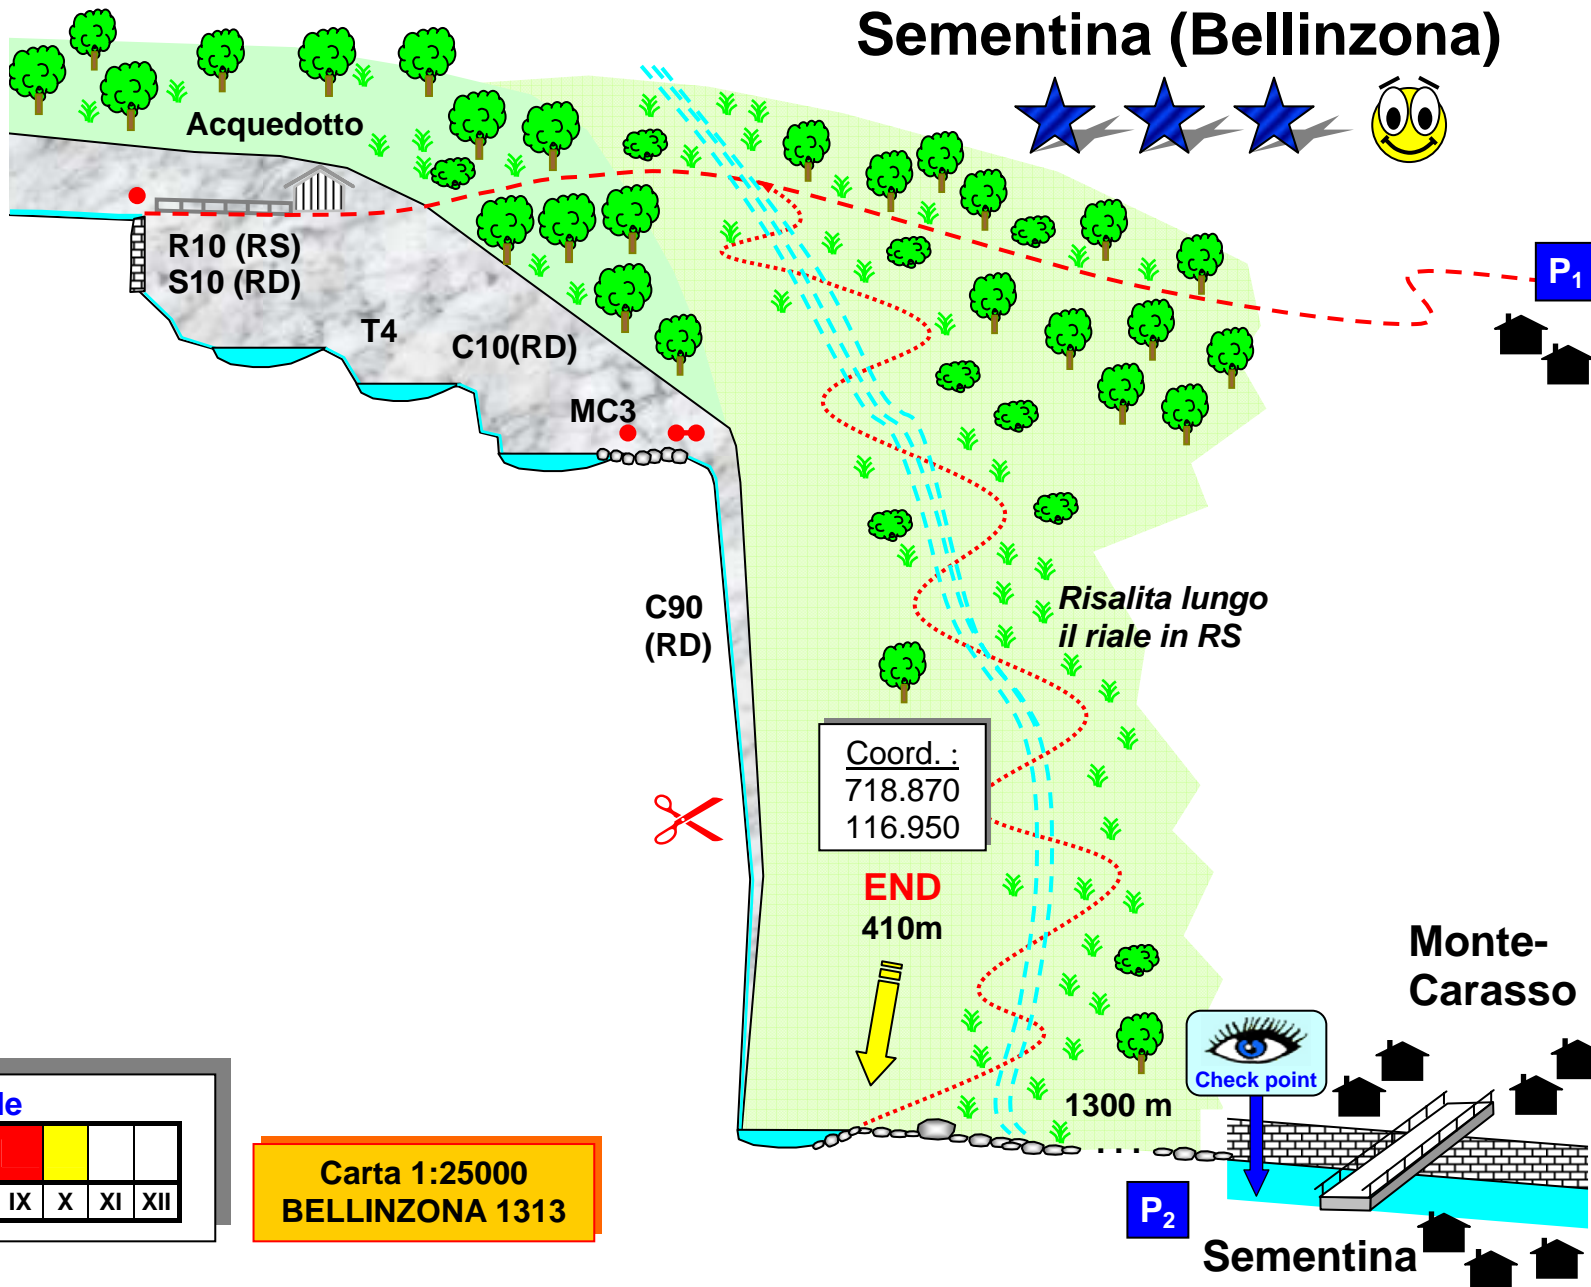 Sementina (Bellinzona)
Acquedotto
R10 (RS)
S10 (RD)
T4
C10(RD)
MC3
P1
C90
(RD)
Risalita lungo
il riale in RS
Coord. :
718.870
116.950
END
410m
Monte-
Carasso
Check point
1300 m
...
P2
Sementina
IX X XI XII
Carta 1:25000
BELLINZONA 1313